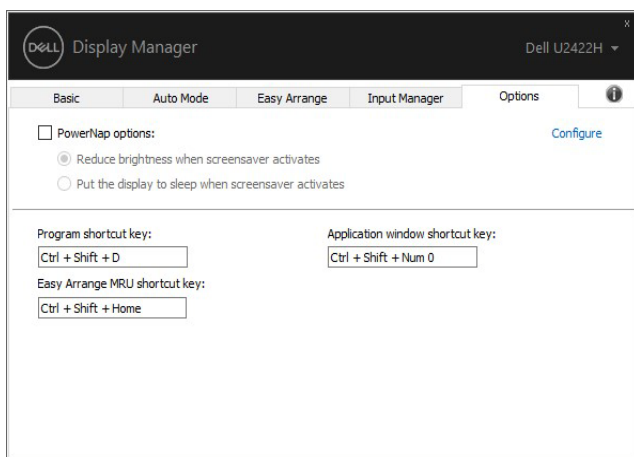 x
DELL Display Manager
Dell U2422H
Basic Auto Mode Easy Arrange Input Manager Options
PowerNap options:
Configure
Reduce brightness when screensaver activates
Put the display to sleep when screensaver activates
Program shortcut key:
Application window shortcut key:
Ctrl + Shift + D
Ctrl + Shift + Num 0
Easy Arrange MRU shortcut key:
Ctrl + Shift + Home